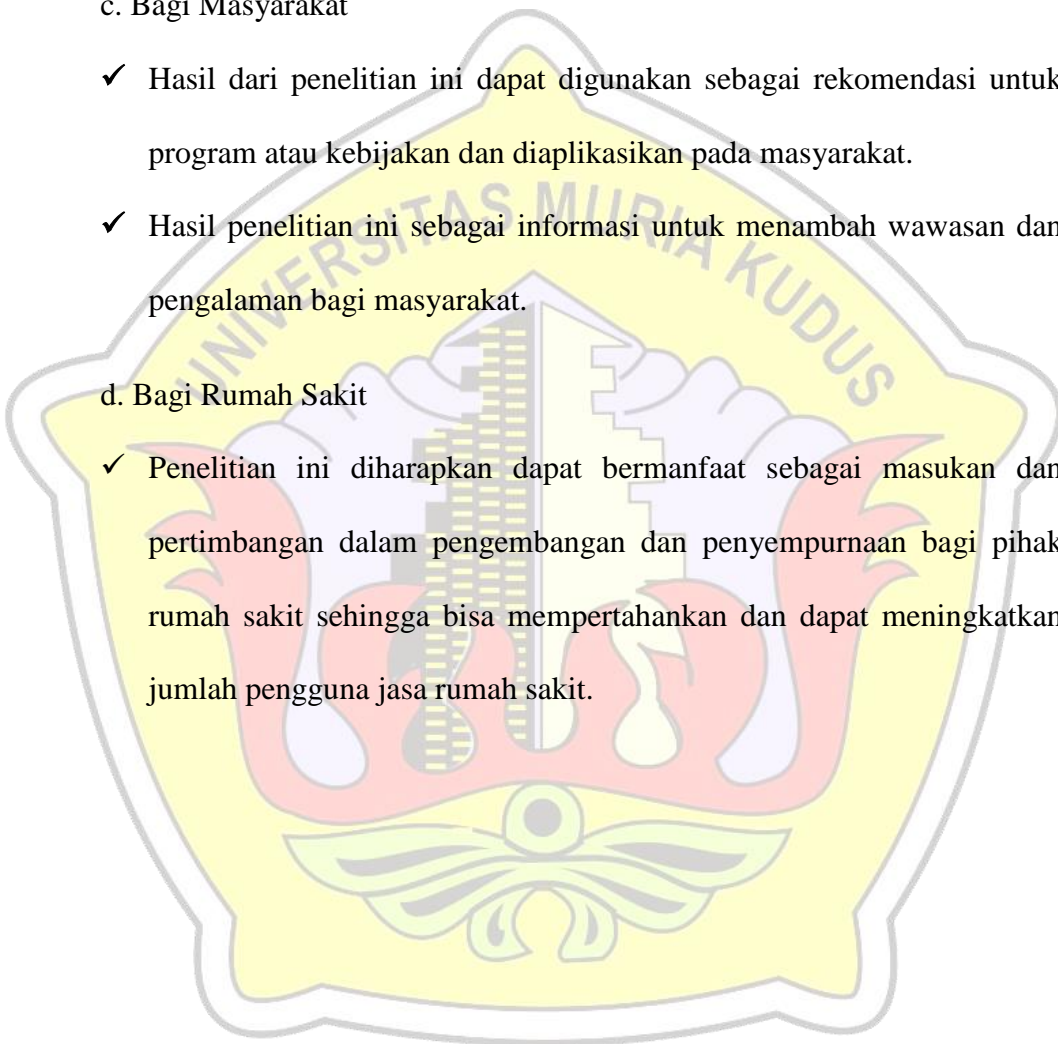 c. Bagi Masyarakat
✓ Hasil dari penelitian ini dapat digunakan sebagai rekomendasi untuk
program atau kebijakan dan diaplikasikan pada masyarakat.
✓ Hasil penelitian ini sebagai informasi untuk menambah wawasan dan
pengalaman bagi masyarakat.
d. Bagi Rumah Sakit
✓ Penelitian ini diharapkan dapat bermanfaat sebagai masukan dan
pertimbangan dalam pengembangan dan penyempurnaan bagi pihak
rumah sakit sehingga bisa mempertahankan dan dapat meningkatkan
jumlah pengguna jasa rumah sakit.
UNIVERSITAS MURIA KUDUS